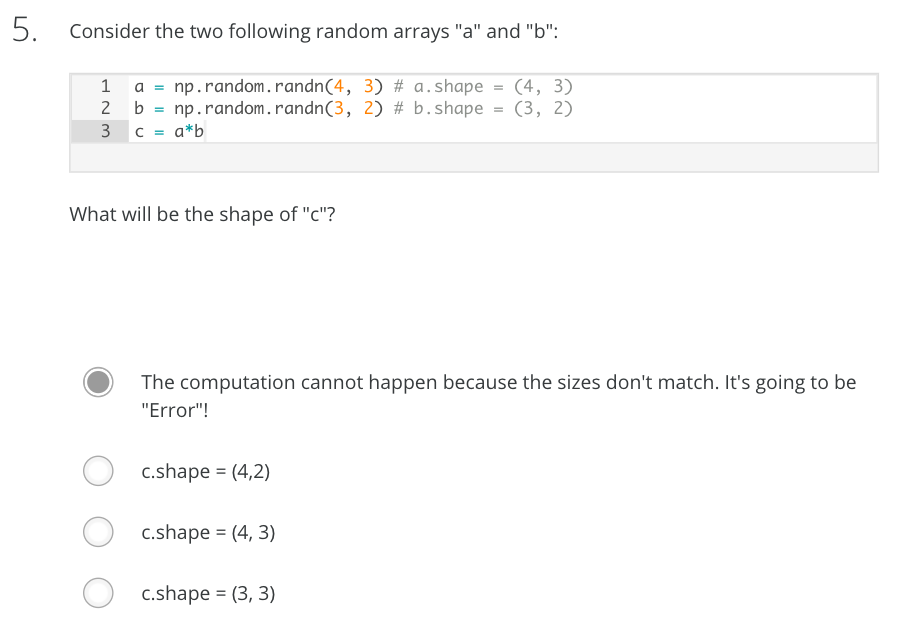 5. Consider the two following random arrays "a" and "b":
1 a = np.random.randn(4, 3) # a.shape = (4, 3)
2 b = np.random.randn(3, 2) # b.shape = (3, 2)
3 c = a*b
What will be the shape of "c"?
The computation cannot happen because the sizes don't match. It's going to be
"Error"!
c.shape = (4,2)
c.shape = (4, 3)
c.shape = (3, 3)